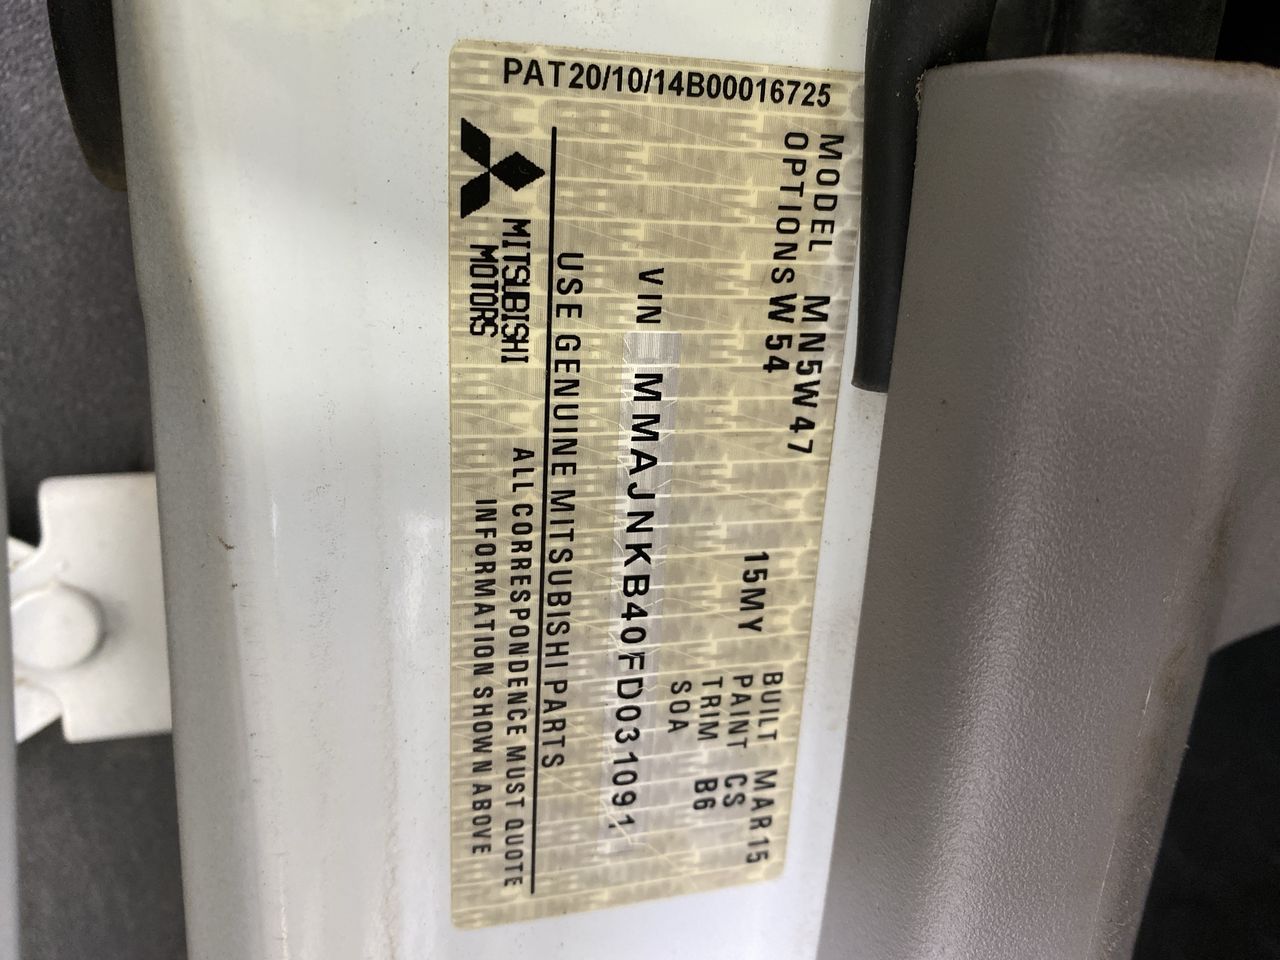 PAT20/10/14B00016725
MODEL MN5W47
OPTIONS W54
15MY
BUILT MAR15
PAINT CS
TRIM B6
SOA
VIN MMAJNKB40FD031091
USE GENUINE MITSUBISHI PARTS
MITSUBISHI
MOTORS
ALL CORRESPONDENCE MUST QUOTE
INFORMATION SHOWN ABOVE